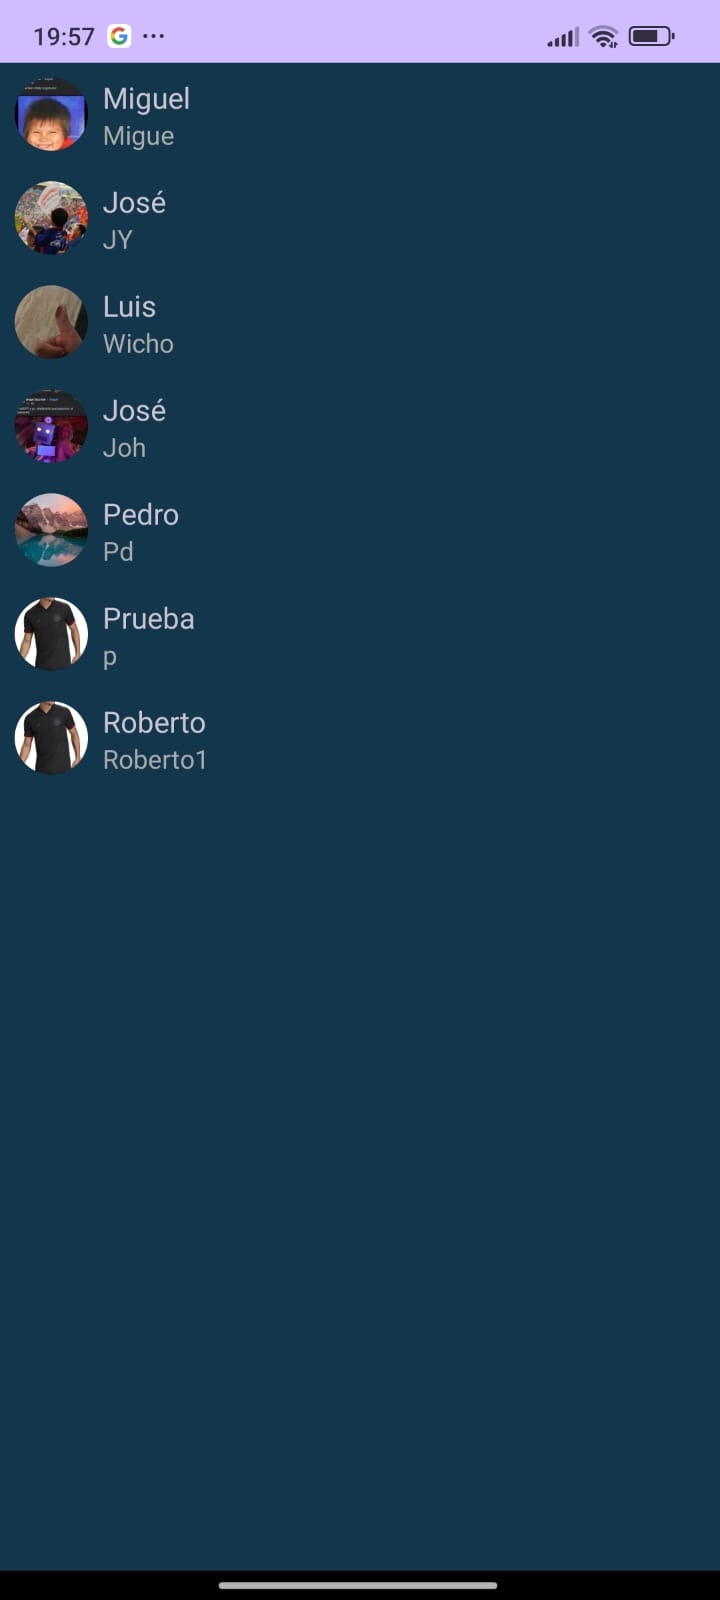 19:57
Miguel
Migue
José
JY
Luis
Wicho
José
Joh
Pedro
Pd
Prueba
p
Roberto
Roberto1